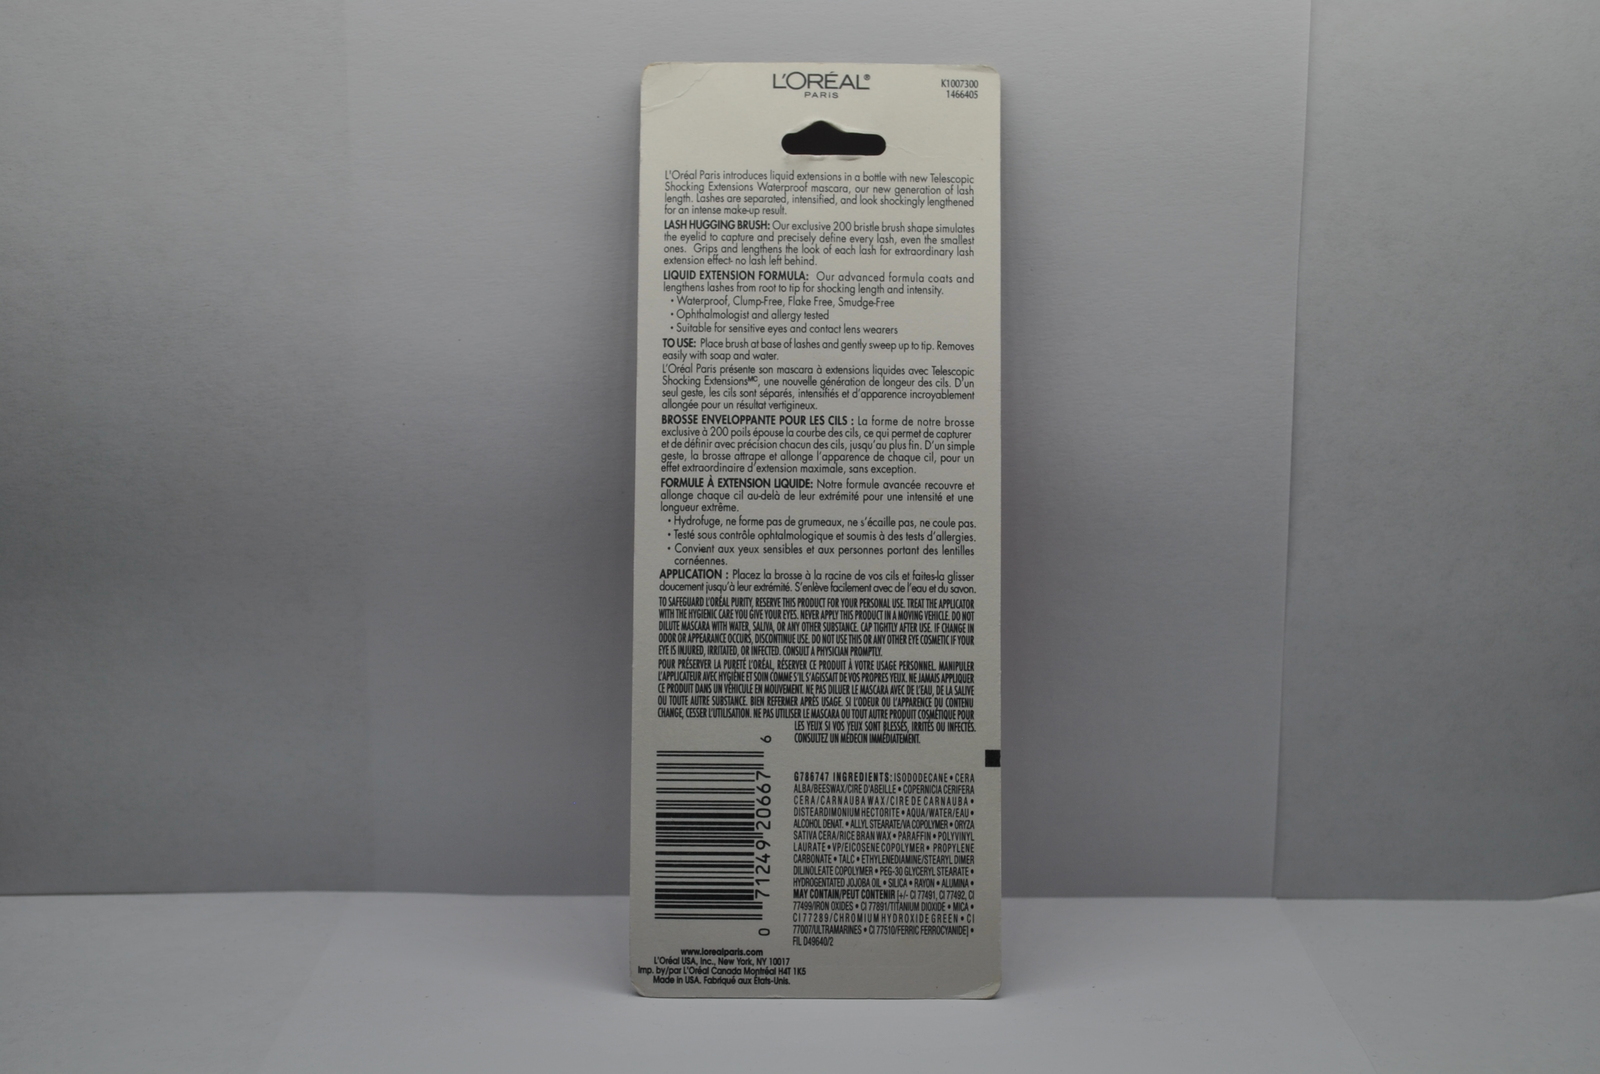 L'ORÉAL®
PARIS
K1007300
1466405
L'Oréal Paris introduces liquid extensions in a bottle with new Telescopic
Shocking Extensions Waterproof mascara, our new generation of lash
length. Lashes are separated, intensified, and look shockingly lengthened
for an intense make-up result.
LASH HUGGING BRUSH: Our exclusive 200 bristle brush shape simulates
the eyelid to capture and precisely define every lash, even the smallest
ones. Grips and lengthens the look of each lash for extraordinary lash
extension effect- no lash left behind.
LIQUID EXTENSION FORMULA: Our advanced formula coats and
lengthens lashes from root to tip for shocking length and intensity.
• Waterproof, Clump-Free, Flake Free, Smudge-Free
• Ophthalmologist and allergy tested
• Suitable for sensitive eyes and contact lens wearers
TO USE: Place brush at base of lashes and gently sweep up to tip. Removes
easily with soap and water.
L'Oréal Paris présente son mascara à extensions liquides avec Telescopic
Shocking Extensions MC, une nouvelle génération de longeur des cils. D'un
seul geste, les cils sont séparés, intensifiés et d'apparence incroyablement
allongée pour un résultat vertigineux.
BROSSE ENVELOPPANTE POUR LES CILS : La forme de notre brosse
exclusive à 200 poils épouse la courbe des cils, ce qui permet de capturer
et de définir avec précision chacun des cils, jusqu'au plus fin. D'un simple
geste, la brosse attrape et allonge l'apparence de chaque cil, pour un
effet extraordinaire d'extension maximale, sans exception.
FORMULE À EXTENSION LIQUIDE: Notre formule avancée recouvre et
allonge chaque cil au-delà de leur extrémité pour une intensité et une
longueur extrême.
• Hydrofuge, ne forme pas de grumeaux, ne s'écaille pas, ne coule pas.
• Testé sous contrôle ophtalmologique et soumis à des tests d'allergies.
• Convient aux yeux sensibles et aux personnes portant des lentilles
cornéennes.
APPLICATION : Placez la brosse à la racine de vos cils et faites-la glisser
doucement jusqu'à leur extrémité. S'enlève facilement avec de l'eau et du savon.
TO SAFEGUARD L'ORÉAL PURITY, RESERVE THIS PRODUCT FOR YOUR PERSONAL USE. TREAT THE APPLICATOR
WITH THE HYGIENIC CARE YOU GIVE YOUR EYES. NEVER APPLY THIS PRODUCT IN A MOVING VEHICLE. DO NOT
DILUTE MASCARA WITH WATER, SALIVA, OR ANY OTHER SUBSTANCE. CAP TIGHTLY AFTER USE. IF CHANGE IN
ODOR OR APPEARANCE OCCURS, DISCONTINUE USE. DO NOT USE THIS OR ANY OTHER EYE COSMETIC IF YOUR
EYE IS INJURED, IRRITATED, OR INFECTED. CONSULT A PHYSICIAN PROMPTLY.
POUR PRÉSERVER LA PURETÉ L'ORÉAL, RÉSERVER CE PRODUIT À VOTRE USAGE PERSONNEL. MANIPULER
L'APPLICATEUR AVEC HYGIÈNE ET SOIN COMME S'IL S'AGISSAIT DE VOS PROPRES YEUX. NE JAMAIS APPLIQUER
CE PRODUIT DANS UN VÉHICULE EN MOUVEMENT. NE PAS DILUER LE MASCARA AVEC DE L'EAU, DE LA SALIVE
OU TOUTE AUTRE SUBSTANCE. BIEN REFERMER APRÈS USAGE. SI L'ODEUR OU L'APPARENCE DU CONTENU
CHANGE, CESSER L'UTILISATION. NE PAS UTILISER LE MASCARA OU TOUT AUTRE PRODUIT COSMÉTIQUE POUR
LES YEUX SI VOS YEUX SONT BLESSÉS, IRRITÉS OU INFECTÉS.
CONSULTEZ UN MÉDECIN IMMÉDIATEMENT.
0 71249 20667 6
G786747 INGREDIENTS: ISODODECANE • CERA
ALBA/BEESWAX/CIRE D'ABEILLE • COPERNICIA CERIFERA
CERA/CARNAUBA WAX/CIRE DE CARNAUBA •
DISTEARDIMONIUM HECTORITE • AQUA/WATER/EAU •
ALCOHOL DENAT. • ALLYL STEARATE/VA COPOLYMER • ORYZA
SATIVA CERA/RICE BRAN WAX • PARAFFIN • POLYVINYL
LAURATE • VP/EICOSENE COPOLYMER • PROPYLENE
CARBONATE • TALC • ETHYLENEDIAMINE/STEARYL DIMER
DILINOLEATE COPOLYMER • PEG-30 GLYCERYL STEARATE •
HYDROGENTATED JOJOBA OIL • SILICA • RAYON • ALUMINA •
MAY CONTAIN/PEUT CONTENIR [+/- CI 77491, CI 77492, CI
77499/IRON OXIDES • CI 77891/TITANIUM DIOXIDE • MICA •
CI 77289/CHROMIUM HYDROXIDE GREEN • CI
77007/ULTRAMARINES • CI 77510/FERRIC FERROCYANIDE] •
FIL D49640/2
www.lorealparis.com
L'Oréal USA, Inc., New York, NY 10017
Imp. by/par L'Oréal Canada Montréal H4T 1K5
Made in USA. Fabriqué aux États-Unis.